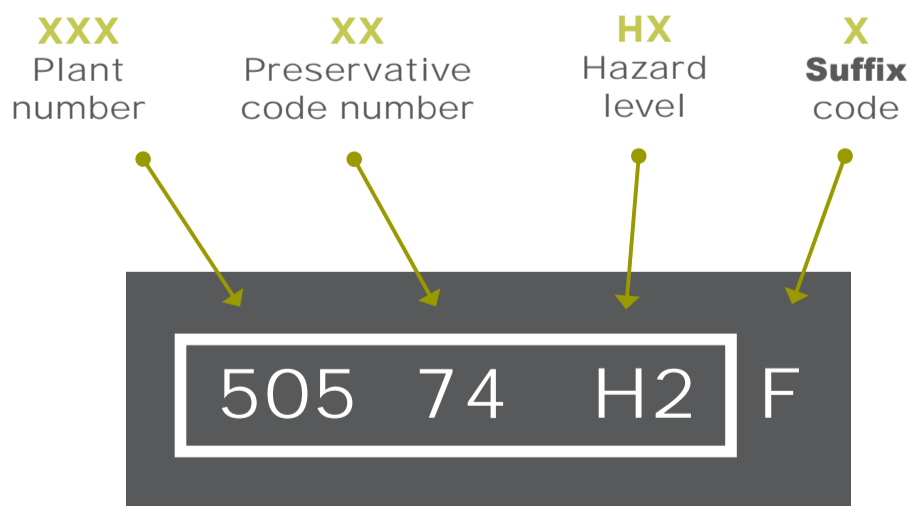 XXX XX HX X
Plant Preservative Hazard Suffix
number code number level code
505 74 H2 F